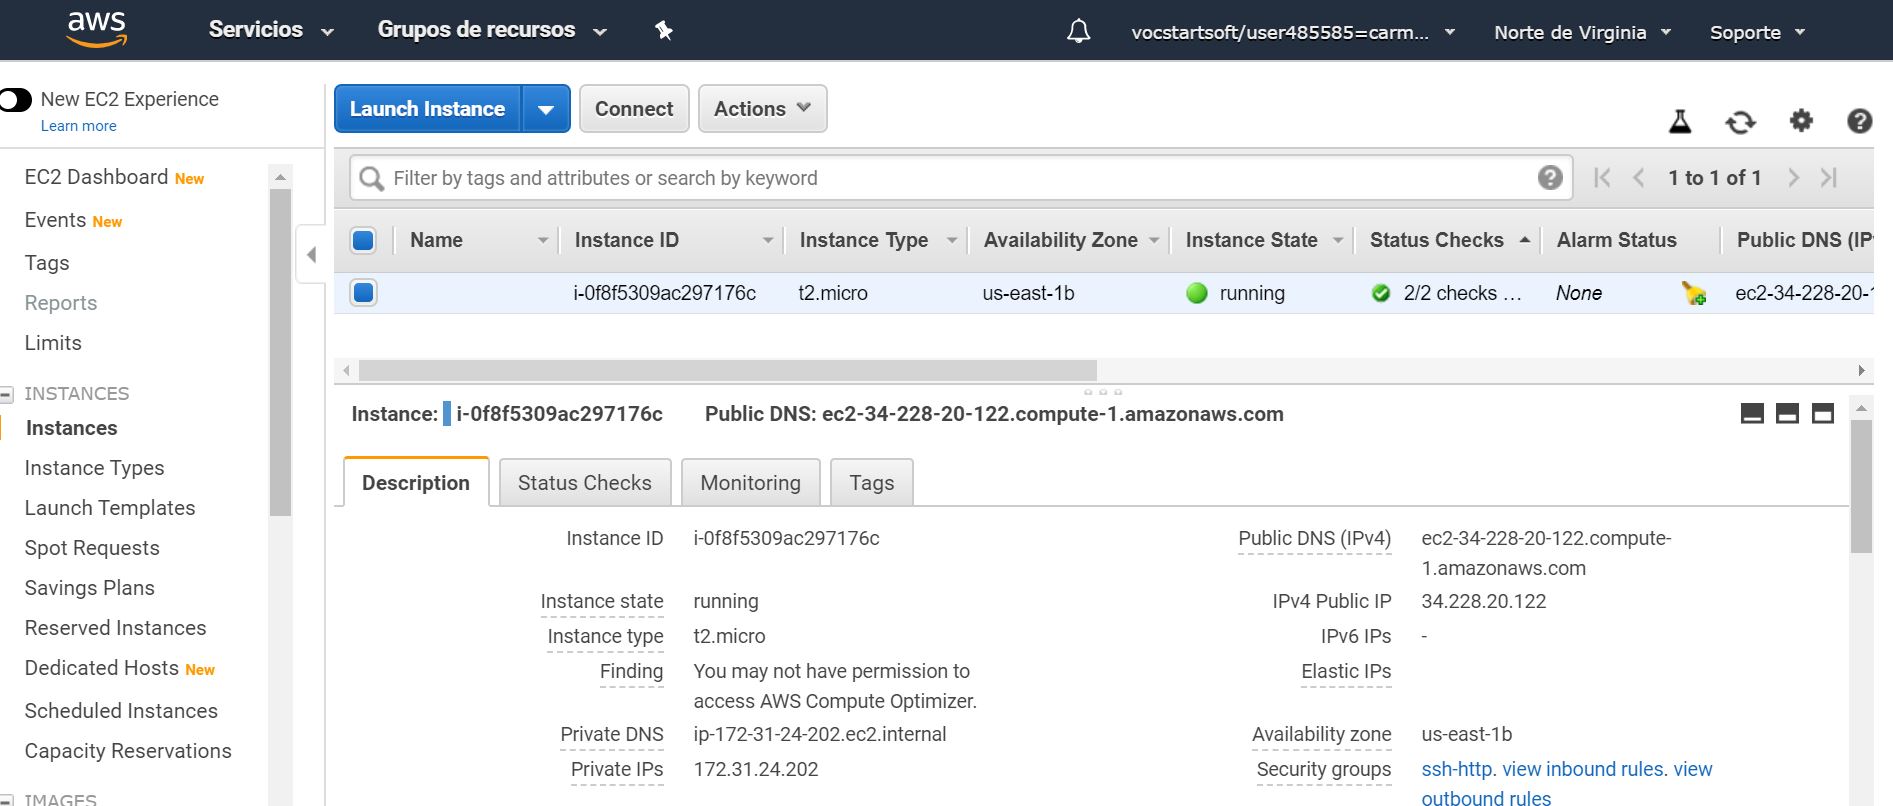 aws
Servicios
Grupos de recursos
vocstartsoft/user485585=carm...
Norte de Virginia
Soporte
New EC2 Experience
Learn more
EC2 Dashboard New
Events New
Tags
Reports
Limits
INSTANCES
Instances
Instance Types
Launch Templates
Spot Requests
Savings Plans
Reserved Instances
Dedicated Hosts New
Scheduled Instances
Capacity Reservations
IMAGES
Launch Instance
Connect
Actions
Filter by tags and attributes or search by keyword
1 to 1 of 1
Name Instance ID Instance Type Availability Zone Instance State Status Checks Alarm Status Public DNS (IP
i-0f8f5309ac297176c t2.micro us-east-1b running 2/2 checks ... None ec2-34-228-20-1
Instance: i-0f8f5309ac297176c Public DNS: ec2-34-228-20-122.compute-1.amazonaws.com
Description Status Checks Monitoring Tags
Instance ID i-0f8f5309ac297176c
Instance state running
Instance type t2.micro
Finding You may not have permission to
access AWS Compute Optimizer.
Private DNS ip-172-31-24-202.ec2.internal
Private IPs 172.31.24.202
Public DNS (IPv4) ec2-34-228-20-122.compute-
1.amazonaws.com
IPv4 Public IP 34.228.20.122
IPv6 IPs -
Elastic IPs
Availability zone us-east-1b
Security groups ssh-http. view inbound rules. view
outbound rules